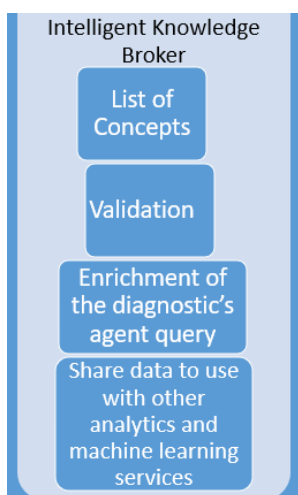 Intelligent Knowledge
Broker
List of
Concepts
Validation
Enrichment of
the diagnostic's
agent query
Share data to use
with other
analytics and
machine learning
services